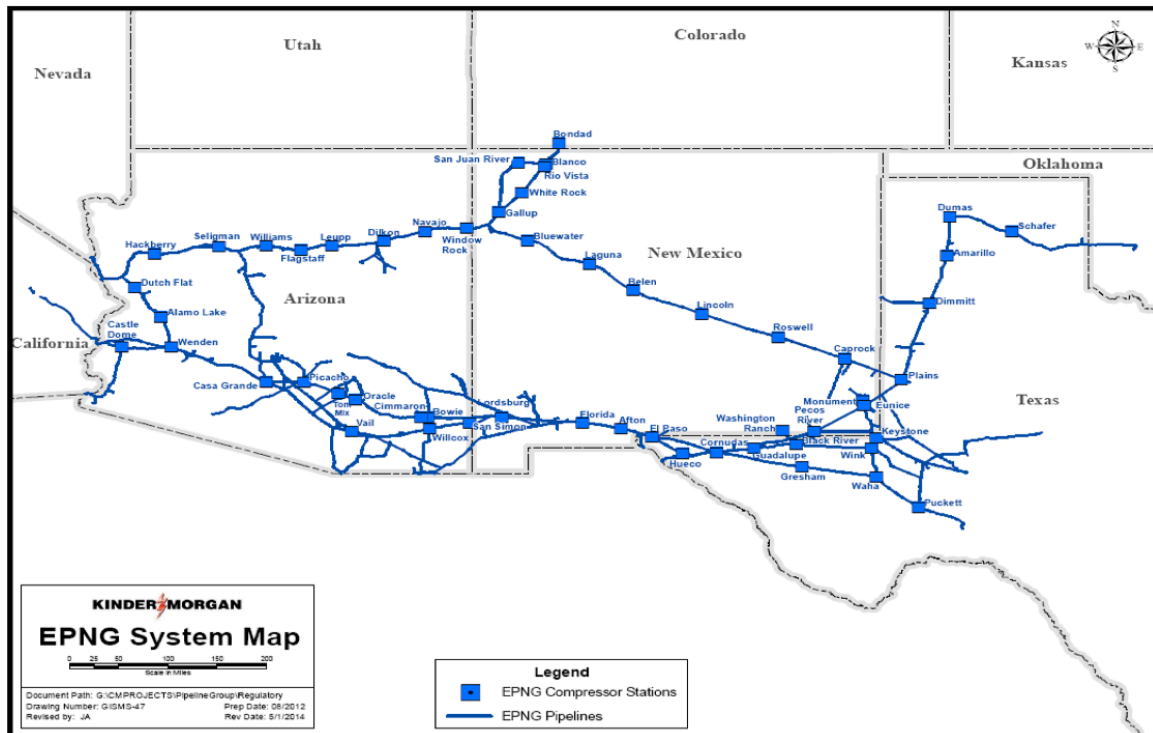 Utah
Colorado
Nevada
Kansas
N
W E
S
Bondad
San Juan River
Blanco
Rio Vista
Oklahoma
White Rock
Dumas
Gallup
Schafer
Navajo
Dilkon
Leupp
Williams
Seligman
Hackberry
Flagstaff
Window
Rock
Bluewater
Amarillo
New Mexico
Laguna
Dutch Flat
Belen
Arizona
Dimmitt
Lincoln
Alamo Lake
Castle
Dome
California
Wenden
Roswell
Caprock
Plains
Casa Grande
Picacho
Tom
Mix
Oracle
Cimmaron
Bowie
Lordsburg
Monument
Eunice
Texas
Vail
Willcox
San Simon
Florida
Afton
El Paso
Washington
Ranch
Pecos
River
Keystone
Cornudas
Black River
Hueco
Guadalupe
Wink
Gresham
Waha
Puckett
KINDER MORGAN
EPNG System Map
0 25 50 100 150 200
Scale in Miles
Document Path: G:\CMPROJECTS\PipelineGroup\Regulatory
Drawing Number: GISMS-47 Prep Date: 08/2012
Revised by: JA Rev Date: 5/1/2014
Legend
EPNG Compressor Stations
EPNG Pipelines